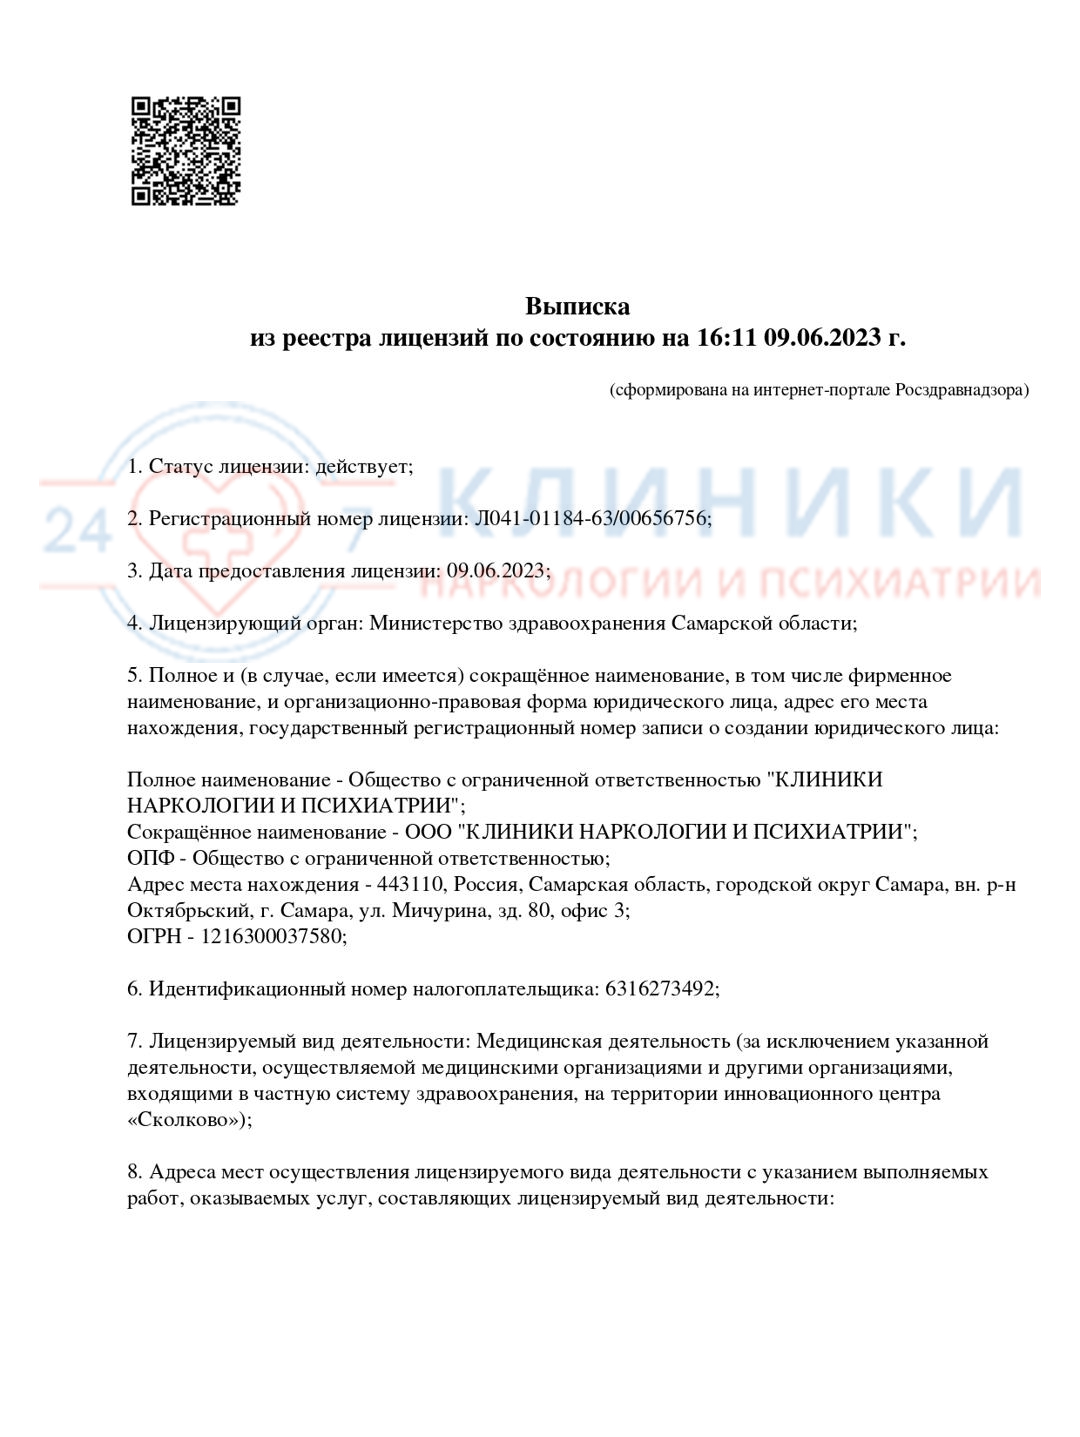 Выписка
из реестра лицензий по состоянию на 16:11 09.06.2023 г.
(сформирована на интернет-портале Росздравнадзора)
1. Статус лицензии: действует;
24 7 КЛИНИКИ
2. Регистрационный номер лицензии: Л041-01184-63/00656756;
3. Дата предоставления лицензии: 09.06.2023;
НАРКОЛОГИИ И ПСИХИАТРИИ
4. Лицензирующий орган: Министерство здравоохранения Самарской области;
5. Полное и (в случае, если имеется) сокращённое наименование, в том числе фирменное
наименование, и организационно-правовая форма юридического лица, адрес его места
нахождения, государственный регистрационный номер записи о создании юридического лица:
Полное наименование - Общество с ограниченной ответственностью "КЛИНИКИ
НАРКОЛОГИИ И ПСИХИАТРИИ";
Сокращённое наименование - ООО "КЛИНИКИ НАРКОЛОГИИ И ПСИХИАТРИИ";
ОПФ - Общество с ограниченной ответственностью;
Адрес места нахождения - 443110, Россия, Самарская область, городской округ Самара, вн. р-н
Октябрьский, г. Самара, ул. Мичурина, зд. 80, офис 3;
ОГРН - 1216300037580;
6. Идентификационный номер налогоплательщика: 6316273492;
7. Лицензируемый вид деятельности: Медицинская деятельность (за исключением указанной
деятельности, осуществляемой медицинскими организациями и другими организациями,
входящими в частную систему здравоохранения, на территории инновационного центра
«Сколково»);
8. Адреса мест осуществления лицензируемого вида деятельности с указанием выполняемых
работ, оказываемых услуг, составляющих лицензируемый вид деятельности: